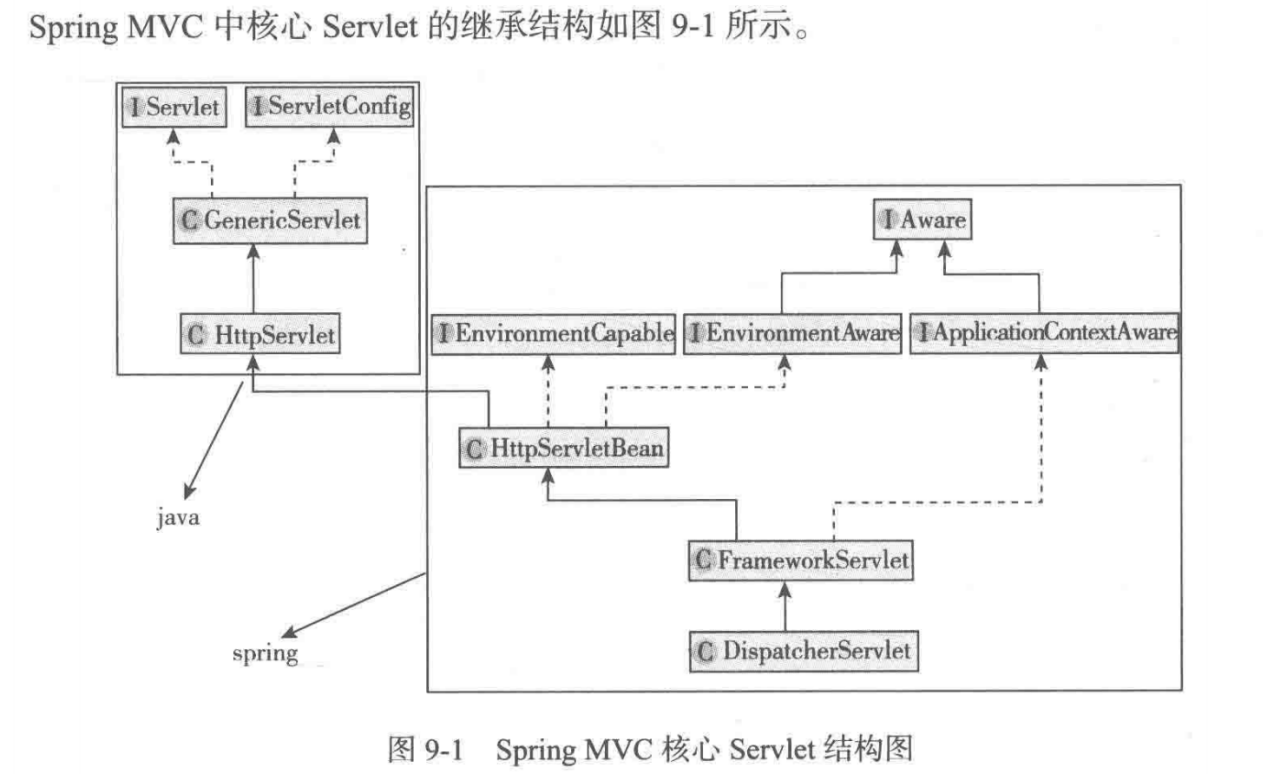 Spring MVC 中核心 Servlet 的继承结构如图 9-1 所示。
I Servlet
I ServletConfig
C GenericServlet
I Aware
C HttpServlet
I EnvironmentCapable
I EnvironmentAware
I ApplicationContextAware
C HttpServletBean
java
C FrameworkServlet
spring
C DispatcherServlet
图 9-1 Spring MVC 核心 Servlet 结构图